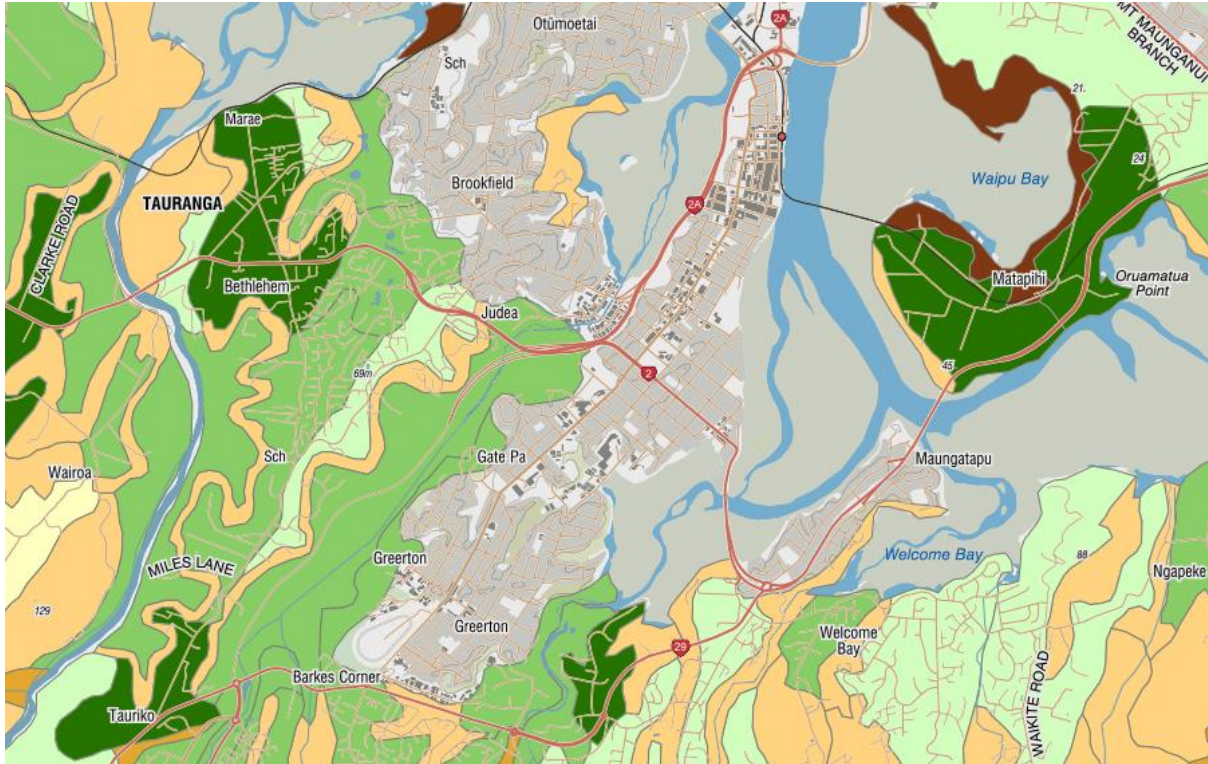 Otūmoetai
2A
MT MAUNGANUI
BRANCH
Sch
21
Marae
24
Waipu Bay
Brookfield
TAURANGA
2A
CLARKE ROAD
Matapihi
Oruamatua
Point
Bethlehem
Judea
45
69m
2
Sch
Gate Pa
Maungatapu
Wairoa
Welcome Bay
88
MILES LANE
Greerton
Ngapeke
129
Greerton
Welcome
Bay
29
Barkes Corner
WAIKITE ROAD
Tauriko